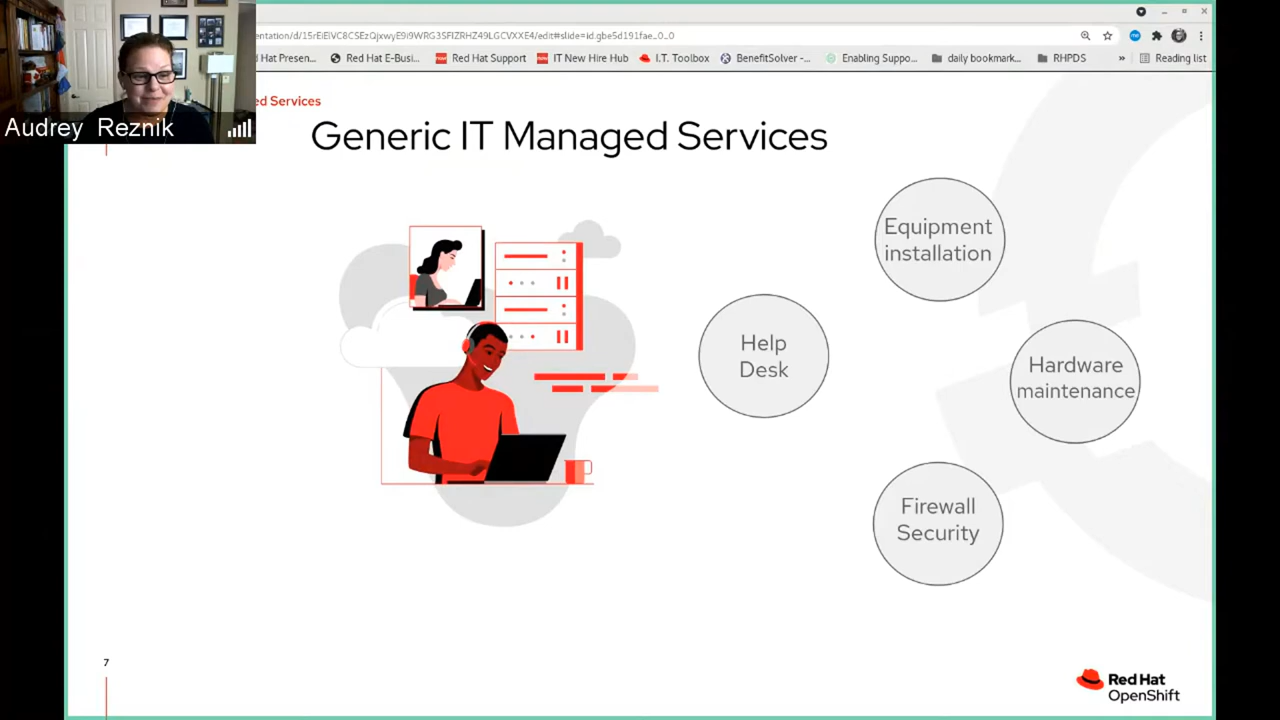 entation/d/15rEiEIVC8CSEzQjxwyE9i9WRG3SFIZRHZ49LGCVXXE4/edit#slide=id.gbe5d191fae_0_0
d Hat Presen...
Red Hat E-Busi...
Red Hat Support
IT New Hire Hub
I.T. Toolbox
BenefitSolver -...
Enabling Suppo...
daily bookmark...
RHPDS
»
Reading list
Audrey Reznik
ed Services
Generic IT Managed Services
Equipment
installation
Help
Desk
Hardware
maintenance
Firewall
Security
7
Red Hat
OpenShift